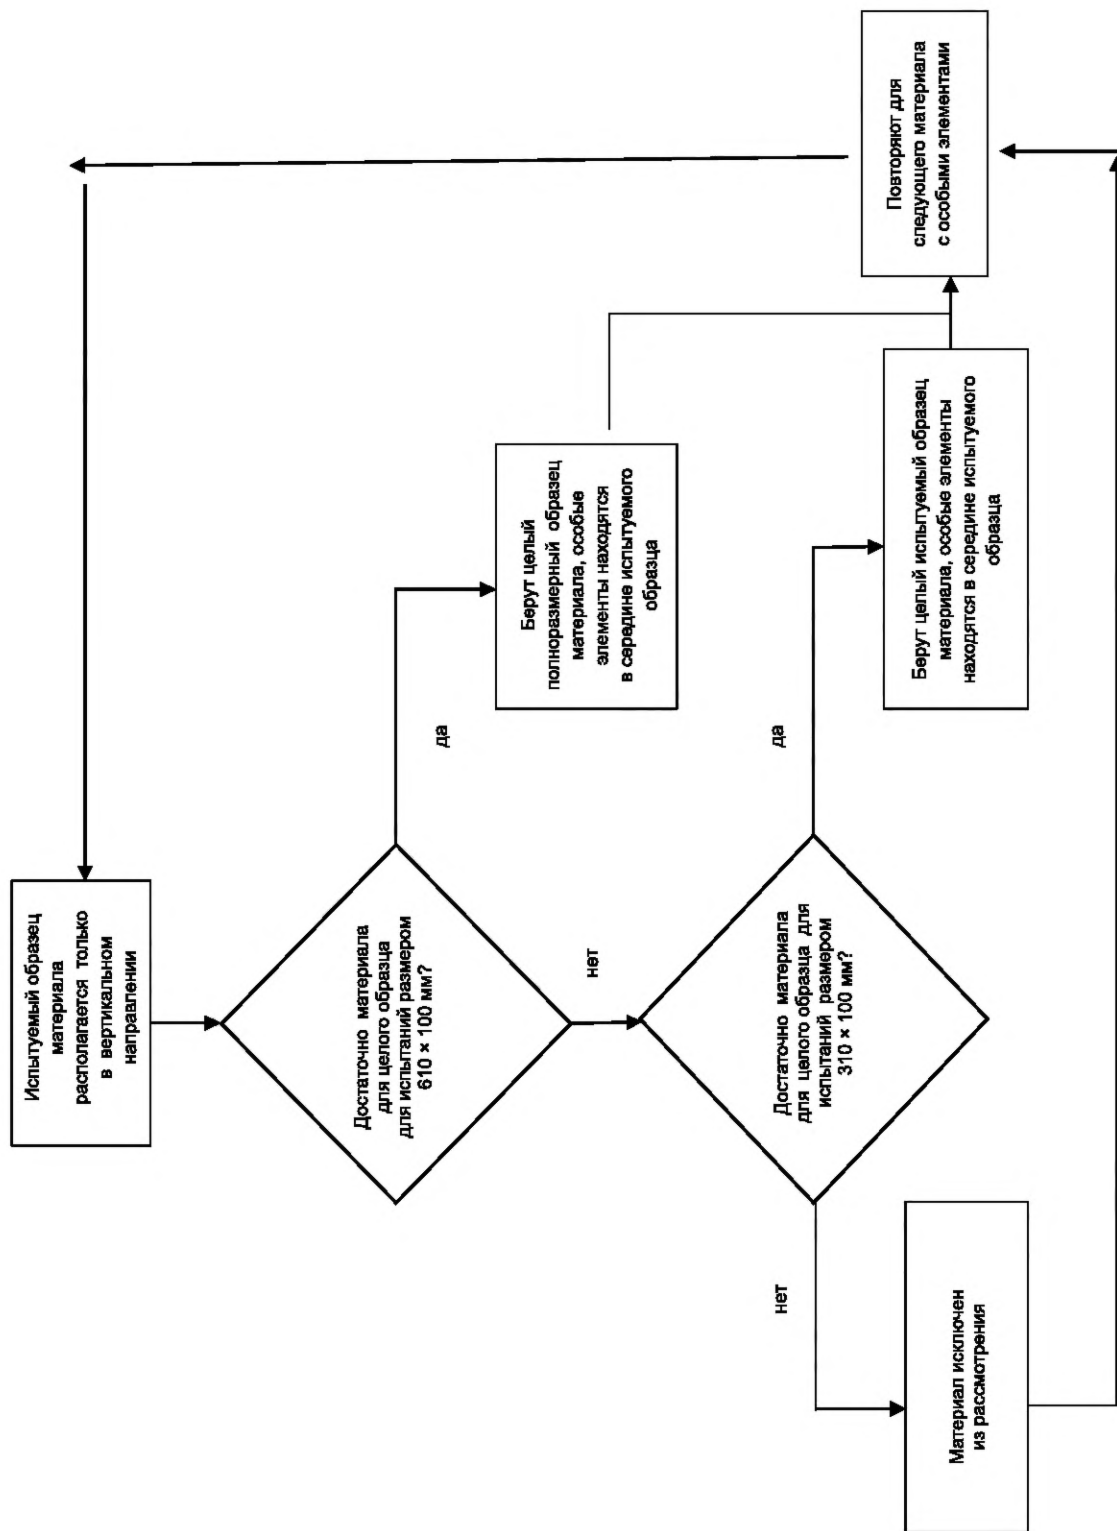 Испытуемый образец
материала
располагается только
в вертикальном
направлении
Достаточно материала
для целого образца
для испытаний размером
610 × 100 мм?
да
Берут целый
полноразмерный образец
материала, особые
элементы находятся
в середине испытуемого
образца
нет
Достаточно материала
для целого образца для
испытаний размером
310 × 100 мм?
да
Берут целый испытуемый образец
материала, особые элементы
находятся в середине испытуемого
образца
нет
Материал исключен
из рассмотрения
Повторяют для
следующего материала
с особыми элементами